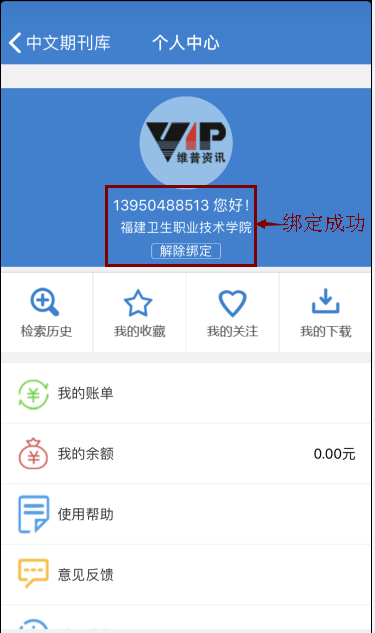 中文期刊库
个人中心
VIP
维普资讯
13950488513 您好！
福建卫生职业技术学院
解除绑定
绑定成功
检索历史
我的收藏
我的关注
我的下载
我的账单
我的余额
0.00元
使用帮助
意见反馈